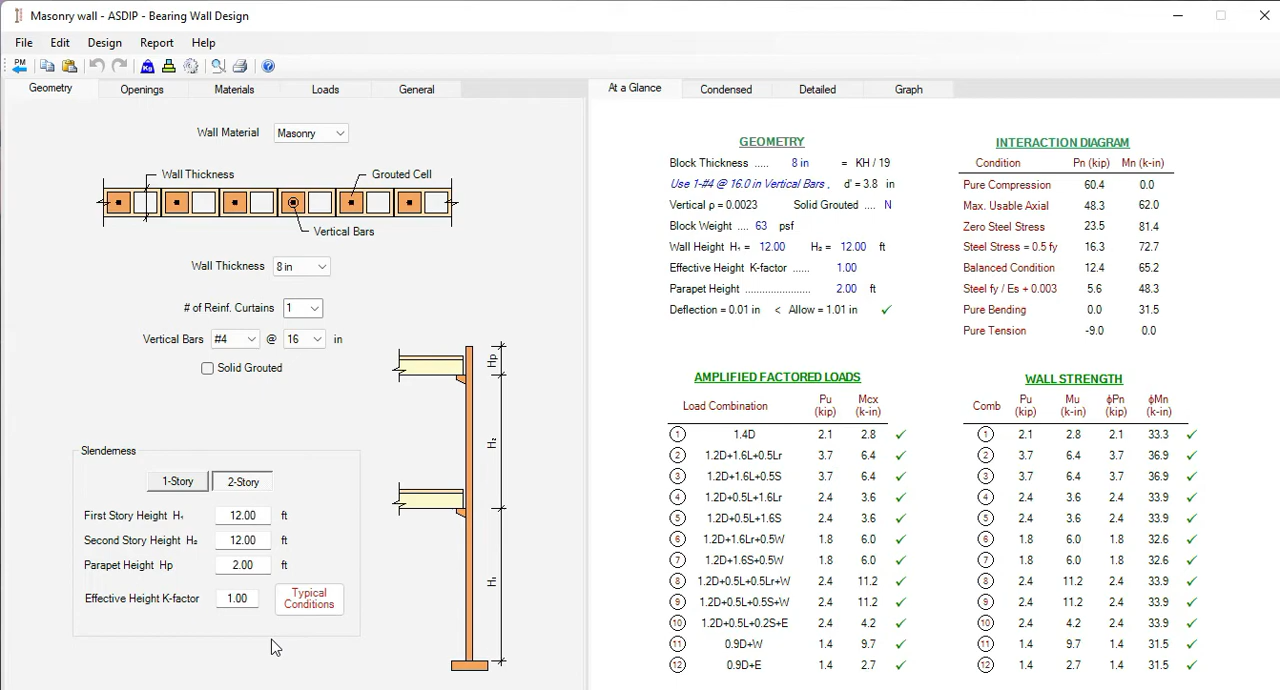 Masonry wall - ASDIP - Bearing Wall Design
File Edit Design Report Help
PM Kg
Geometry Openings Materials Loads General
Wall Material Masonry
Wall Thickness Grouted Cell
Vertical Bars
Wall Thickness 8 in
# of Reinf. Curtains 1
Vertical Bars #4 @ 16 in
Solid Grouted
Slenderness
1-Story 2-Story
First Story Height H₁ 12.00 ft
Second Story Height H₂ 12.00 ft
Parapet Height Hp 2.00 ft
Effective Height K-factor 1.00 Typical Conditions
Hp
H₂
H₁
At a Glance Condensed Detailed Graph
GEOMETRY
Block Thickness ..... 8 in = KH / 19
Use 1-#4 @ 16.0 in Vertical Bars , d' = 3.8 in
Vertical ρ = 0.0023 Solid Grouted .... N
Block Weight .... 63 psf
Wall Height H₁ = 12.00 H₂ = 12.00 ft
Effective Height K-factor ...... 1.00
Parapet Height ....................... 2.00 ft
Deflection = 0.01 in < Allow = 1.01 in ✓
INTERACTION DIAGRAM
Condition Pn (kip) Mn (k-in)
Pure Compression 60.4 0.0
Max. Usable Axial 48.3 62.0
Zero Steel Stress 23.5 81.4
Steel Stress = 0.5 fy 16.3 72.7
Balanced Condition 12.4 65.2
Steel fy / Es + 0.003 5.6 48.3
Pure Bending 0.0 31.5
Pure Tension -9.0 0.0
AMPLIFIED FACTORED LOADS
Load Combination Pu (kip) Mcx (k-in)
1 1.4D 2.1 2.8 ✓
2 1.2D+1.6L+0.5Lr 3.7 6.4 ✓
3 1.2D+1.6L+0.5S 3.7 6.4 ✓
4 1.2D+0.5L+1.6Lr 2.4 3.6 ✓
5 1.2D+0.5L+1.6S 2.4 3.6 ✓
6 1.2D+1.6Lr+0.5W 1.8 6.0 ✓
7 1.2D+1.6S+0.5W 1.8 6.0 ✓
8 1.2D+0.5L+0.5Lr+W 2.4 11.2 ✓
9 1.2D+0.5L+0.5S+W 2.4 11.2 ✓
10 1.2D+0.5L+0.2S+E 2.4 4.2 ✓
11 0.9D+W 1.4 9.7 ✓
12 0.9D+E 1.4 2.7 ✓
WALL STRENGTH
Comb Pu (kip) Mu (k-in) ϕPn (kip) ϕMn (k-in)
1 2.1 2.8 2.1 33.3 ✓
2 3.7 6.4 3.7 36.9 ✓
3 3.7 6.4 3.7 36.9 ✓
4 2.4 3.6 2.4 33.9 ✓
5 2.4 3.6 2.4 33.9 ✓
6 1.8 6.0 1.8 32.6 ✓
7 1.8 6.0 1.8 32.6 ✓
8 2.4 11.2 2.4 33.9 ✓
9 2.4 11.2 2.4 33.9 ✓
10 2.4 4.2 2.4 33.9 ✓
11 1.4 9.7 1.4 31.5 ✓
12 1.4 2.7 1.4 31.5 ✓